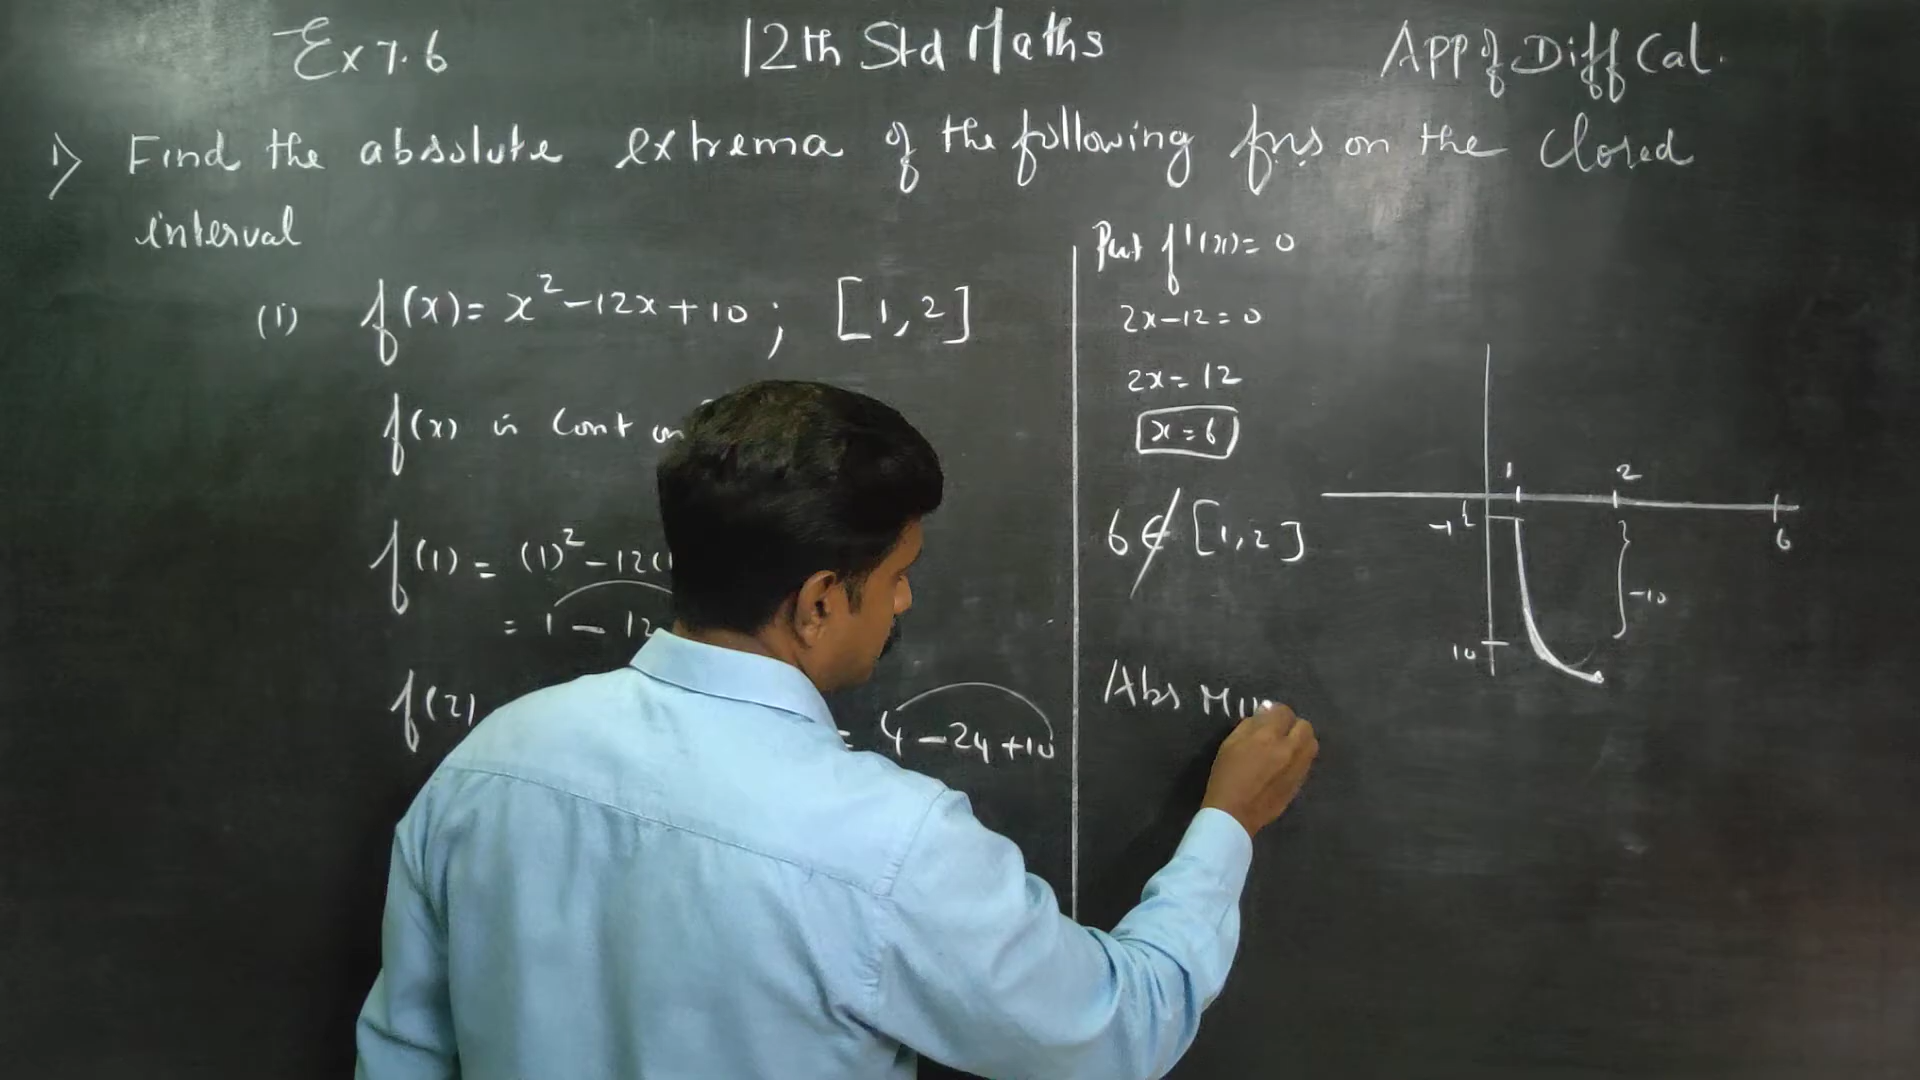 Ex 7.6
12th Std Maths
App of Diff Cal.
1) Find the absolute extrema of the following fns on the closed
interval
(i) f(x) = x² - 12x + 10 ; [1, 2]
f(x) is cont on
f(1) = (1)² - 12(1
= 1 - 12
f(2)
= 4 - 24 + 10
Put f'(x) = 0
2x - 12 = 0
2x = 12
x = 6
6 ∉ [1, 2]
Abs Min
1 2
-1
6
-10
10